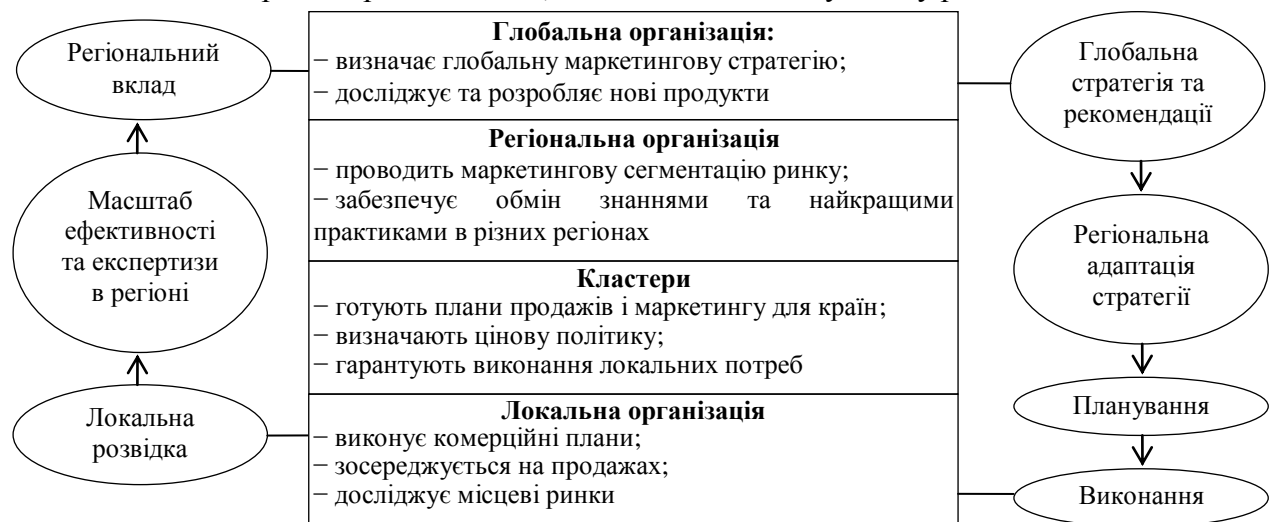 Регіональний
вклад
Масштаб
ефективності
та експертизи
в регіоні
Локальна
розвідка
Глобальна організація:
− визначає глобальну маркетингову стратегію;
− досліджує та розробляє нові продукти
Регіональна організація
− проводить маркетингову сегментацію ринку;
− забезпечує обмін знаннями та найкращими
практиками в різних регіонах
Кластери
− готують плани продажів і маркетингу для країн;
− визначають цінову політику;
− гарантують виконання локальних потреб
Локальна організація
− виконує комерційні плани;
− зосереджується на продажах;
− досліджує місцеві ринки
Глобальна
стратегія та
рекомендації
Регіональна
адаптація
стратегії
Планування
Виконання